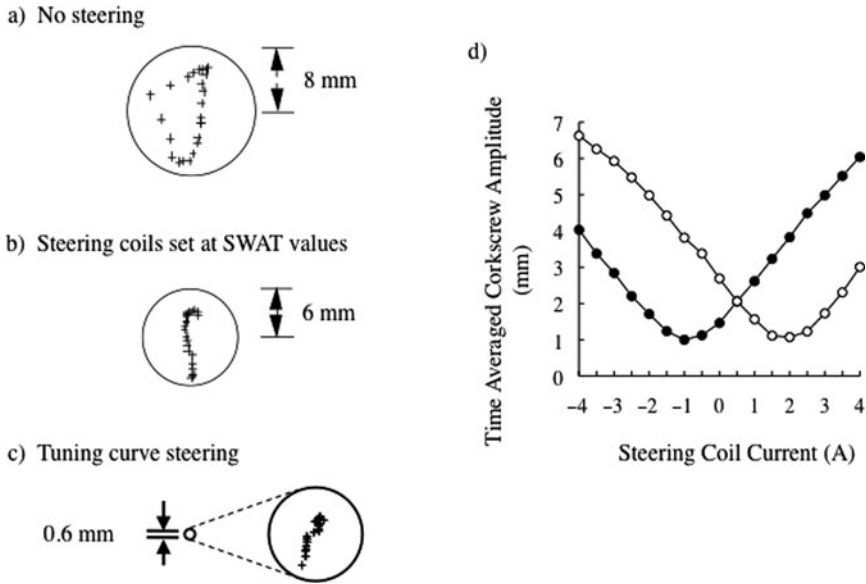 a) No steering
8 mm
b) Steering coils set at SWAT values
6 mm
c) Tuning curve steering
0.6 mm
d)
Time Averaged Corkscrew Amplitude
(mm)
7
6
5
4
3
2
1
0
−4 −3 −2 −1 0 1 2 3 4
Steering Coil Current (A)